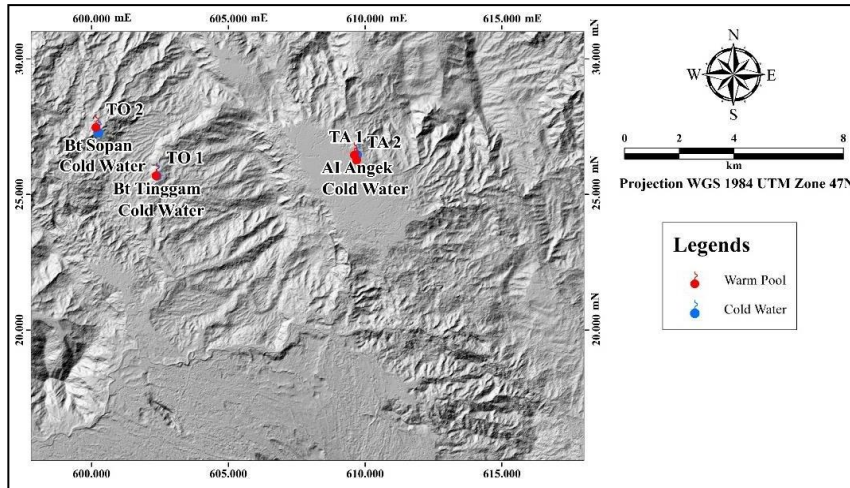 600.000 mE
605.000 mE
610.000 mE
615.000 mE
30.000 mN
30.000
25.000
25.000 mN
20.000
20.000 mN
TO 2
Bt Sopan
Cold Water
TO 1
Bt Tinggam
Cold Water
TA 1
TA 2
AI Angek
Cold Water
600.000
605.000 mE
610.000
615.000
N
W
E
S
0 2 4 8
km
Projection WGS 1984 UTM Zone 47N
Legends
Warm Pool
Cold Water